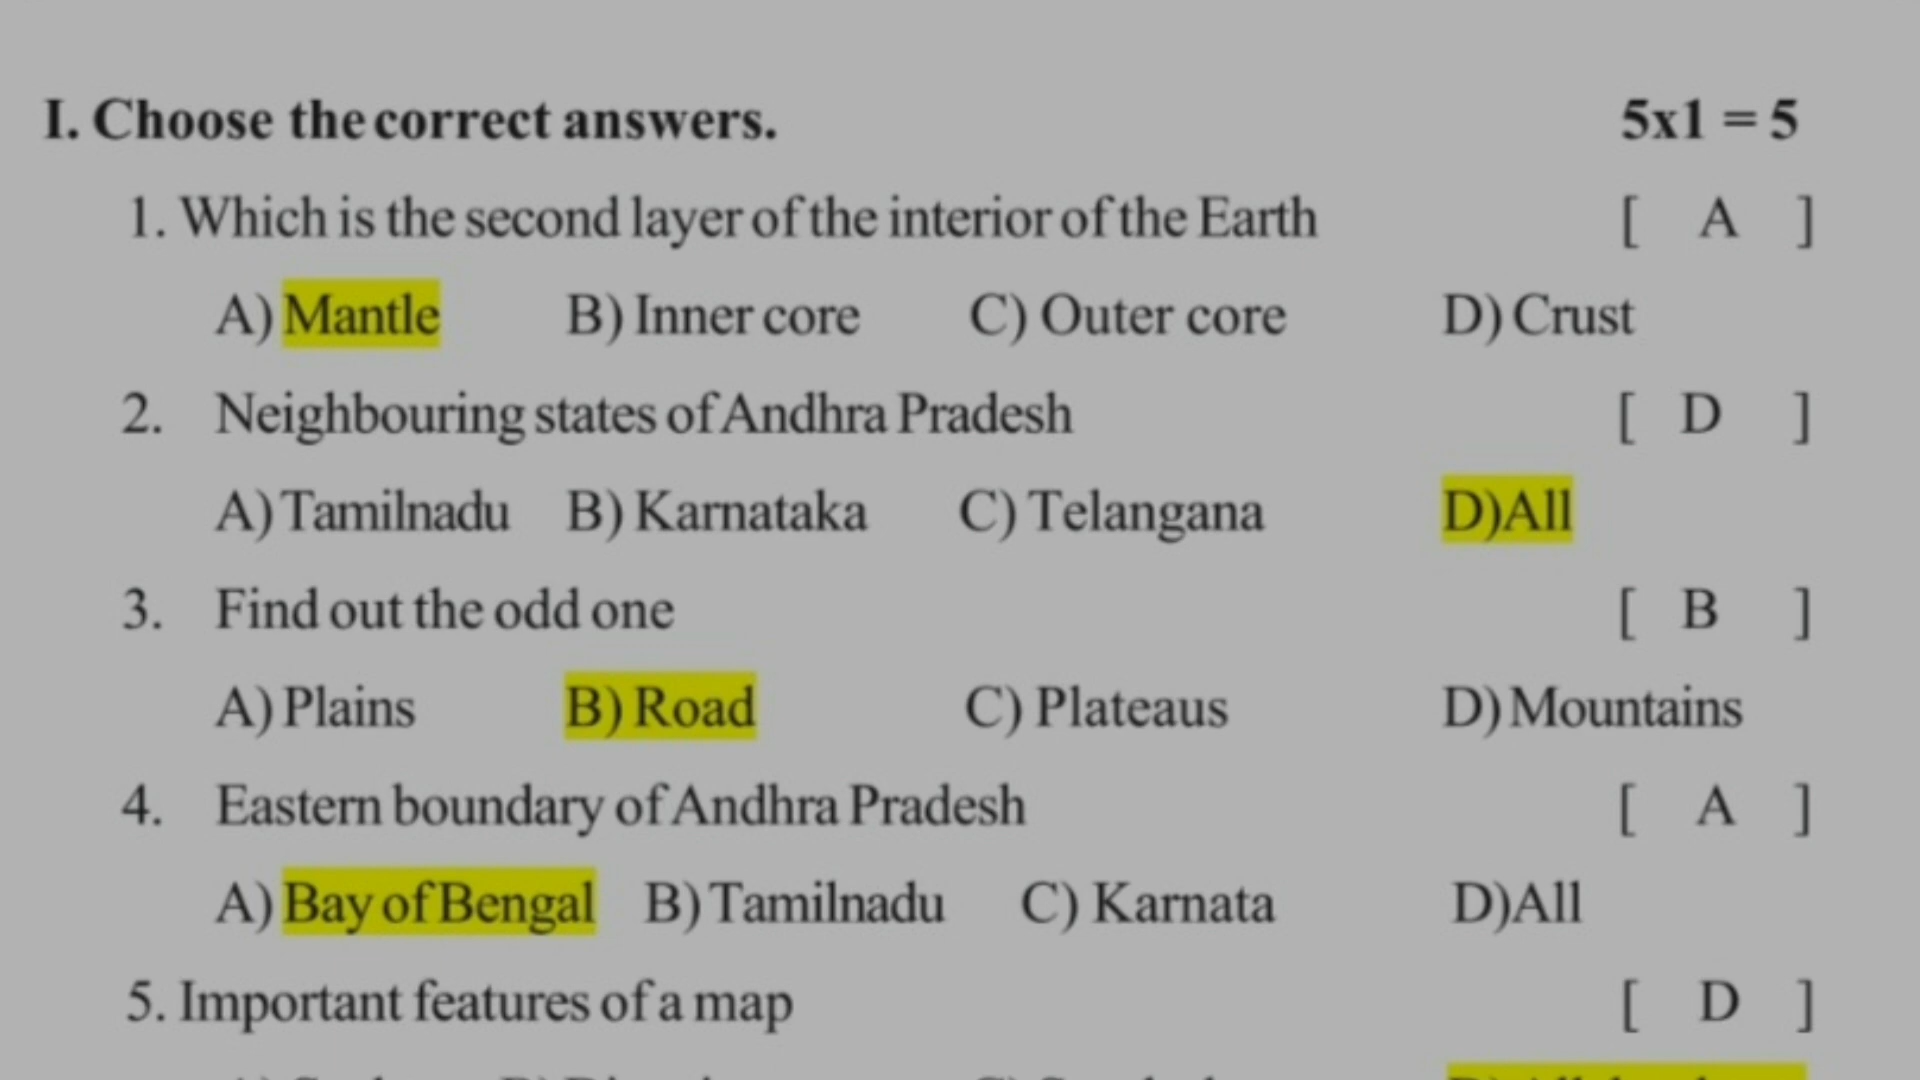 I. Choose the correct answers. 5x1 = 5
1. Which is the second layer of the interior of the Earth [ A ]
A) Mantle B) Inner core C) Outer core D) Crust
2. Neighbouring states of Andhra Pradesh [ D ]
A) Tamilnadu B) Karnataka C) Telangana D)All
3. Find out the odd one [ B ]
A) Plains B) Road C) Plateaus D) Mountains
4. Eastern boundary of Andhra Pradesh [ A ]
A) Bay of Bengal B) Tamilnadu C) Karnata D)All
5. Important features of a map [ D ]